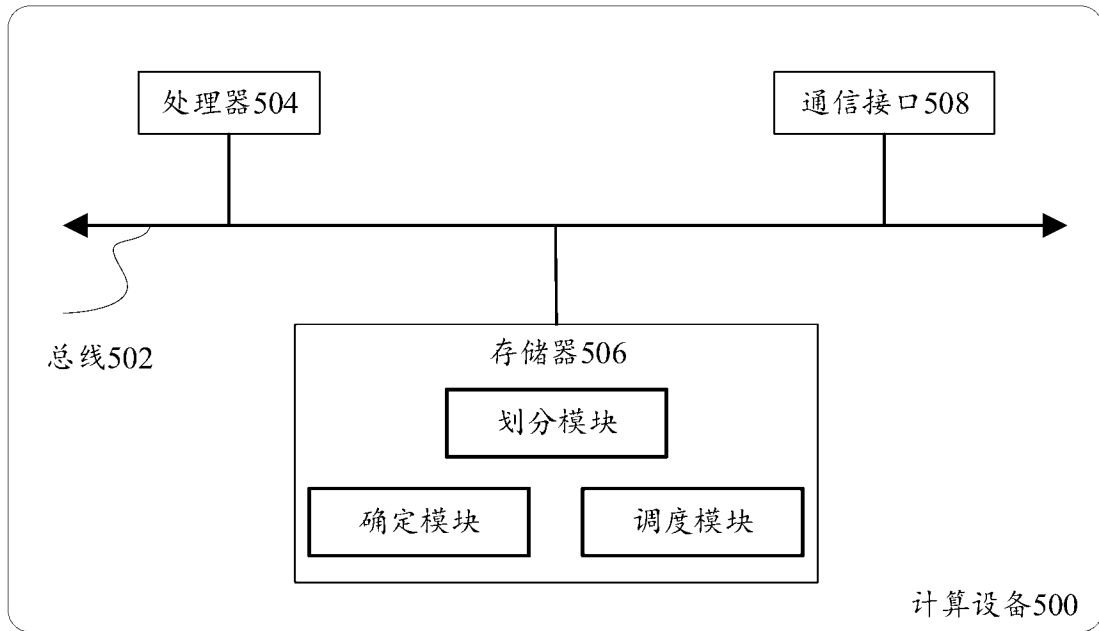 处理器504
通信接口508
总线502
存储器506
划分模块
确定模块
调度模块
计算设备500